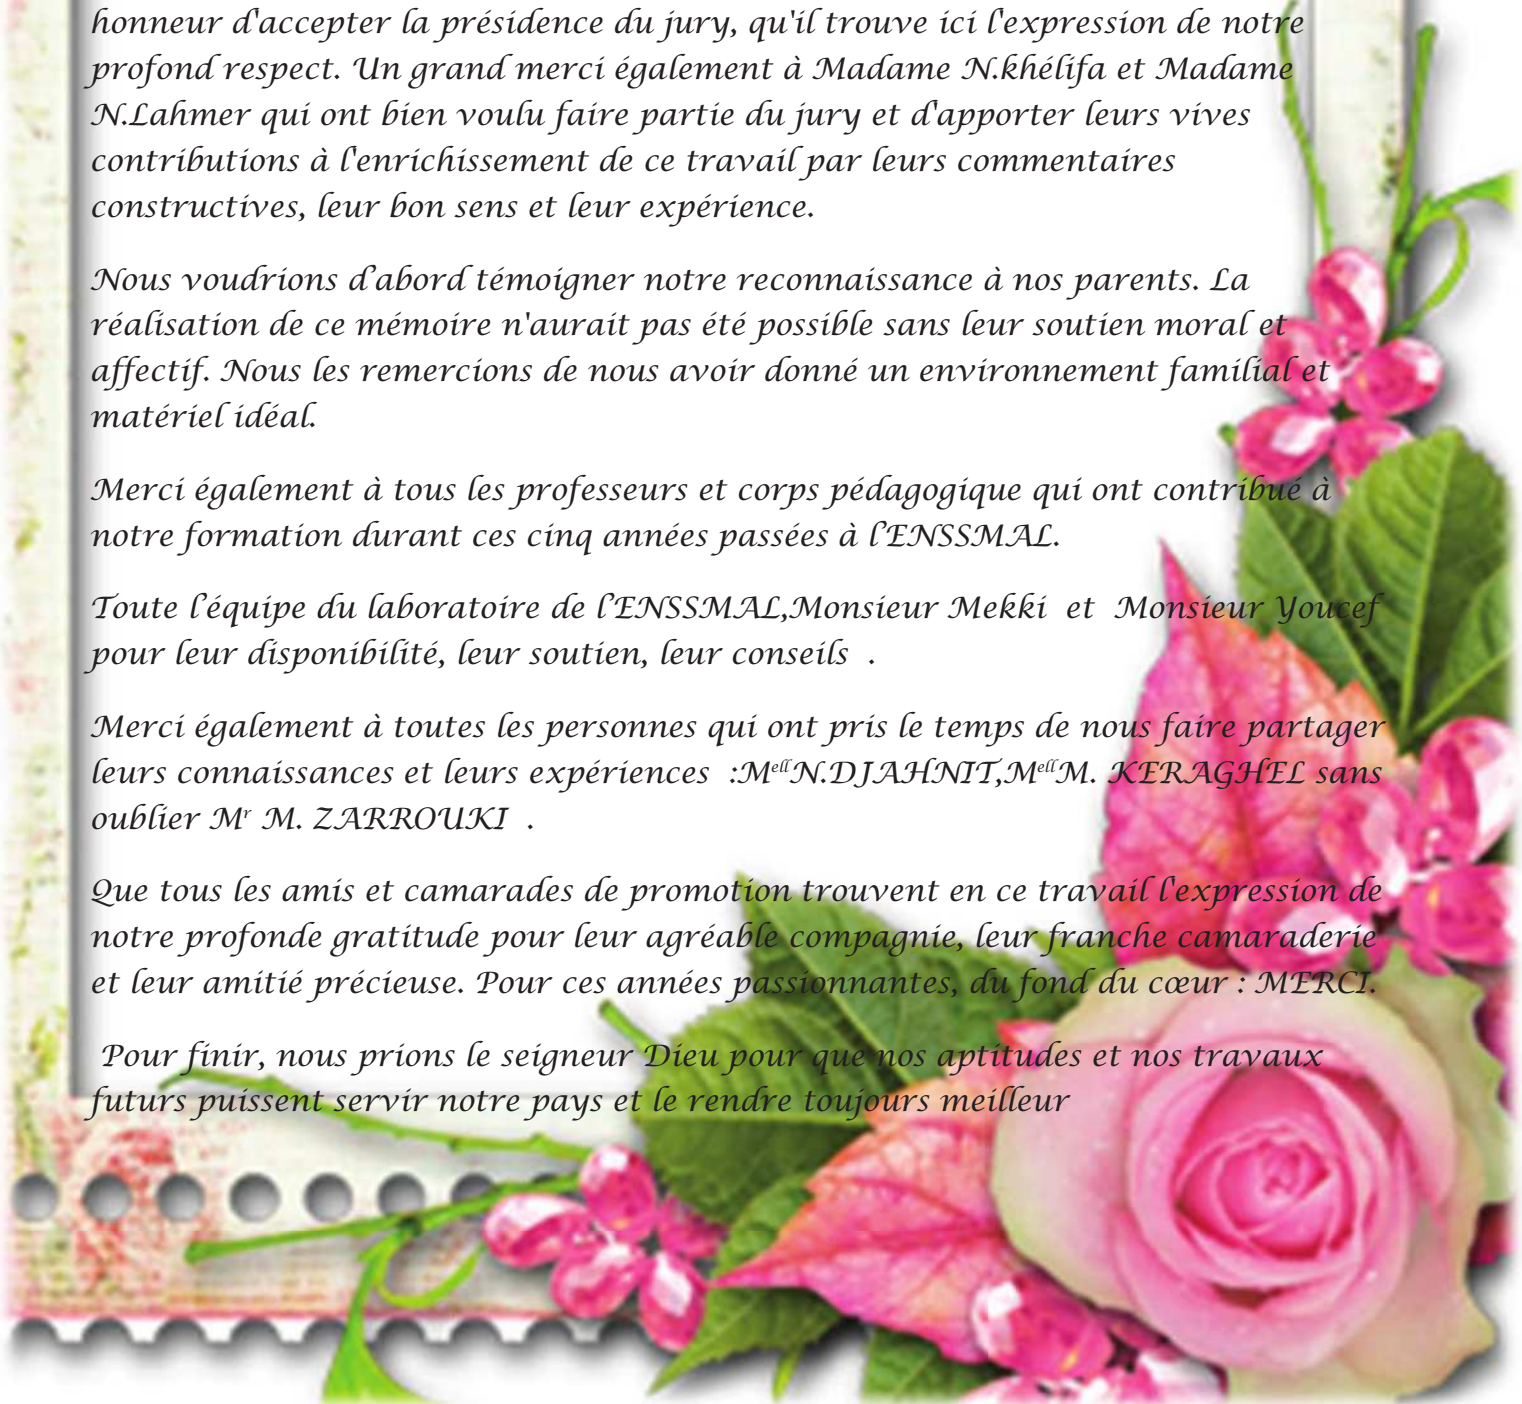 honneur d'accepter la présidence du jury, qu'il trouve ici l'expression de notre
profond respect. Un grand merci également à Madame N.khélifa et Madame
N.Lahmer qui ont bien voulu faire partie du jury et d'apporter leurs vives
contributions à l'enrichissement de ce travail par leurs commentaires
constructives, leur bon sens et leur expérience.
Nous voudrions d'abord témoigner notre reconnaissance à nos parents. La
réalisation de ce mémoire n'aurait pas été possible sans leur soutien moral et
affectif. Nous les remercions de nous avoir donné un environnement familial et
matériel idéal.
Merci également à tous les professeurs et corps pédagogique qui ont contribué à
notre formation durant ces cinq années passées à l'ENSSMAL.
Toute l'équipe du laboratoire de l'ENSSMAL,Monsieur Mekki et Monsieur Youcef
pour leur disponibilité, leur soutien, leur conseils .
Merci également à toutes les personnes qui ont pris le temps de nous faire partager
leurs connaissances et leurs expériences :Mell N.DJAHNIT,Mell M. KERAGHEL sans
oublier Mr M. ZARROUKI .
Que tous les amis et camarades de promotion trouvent en ce travail l'expression de
notre profonde gratitude pour leur agréable compagnie, leur franche camaraderie
et leur amitié précieuse. Pour ces années passionnantes, du fond du cœur : MERCI.
Pour finir, nous prions le seigneur Dieu pour que nos aptitudes et nos travaux
futurs puissent servir notre pays et le rendre toujours meilleur